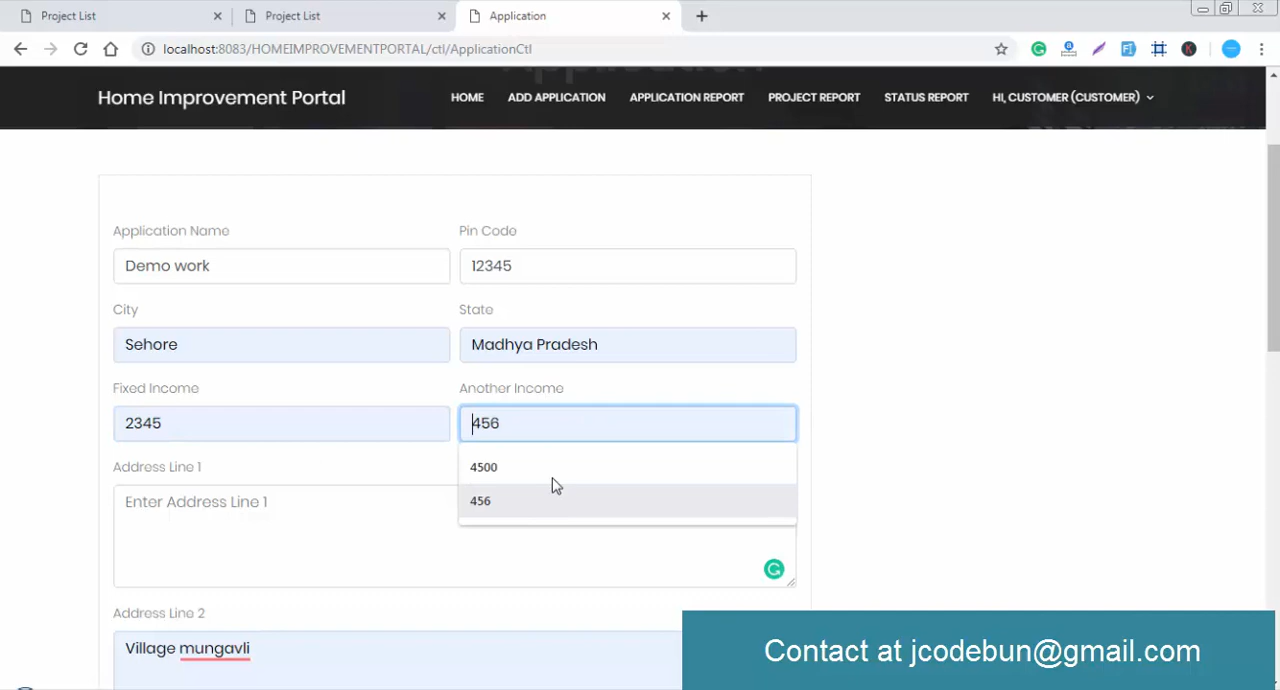 Project List
Project List
Application
localhost:8083/HOMEIMPROVEMENTPORTAL/ctl/ApplicationCtl
Home Improvement Portal
HOME
ADD APPLICATION
APPLICATION REPORT
PROJECT REPORT
STATUS REPORT
HI, CUSTOMER (CUSTOMER)
Application Name
Pin Code
Demo work
12345
City
State
Sehore
Madhya Pradesh
Fixed Income
Another Income
2345
456
4500
456
Address Line 1
Enter Address Line 1
Address Line 2
Village mungavli
Contact at jcodebun@gmail.com